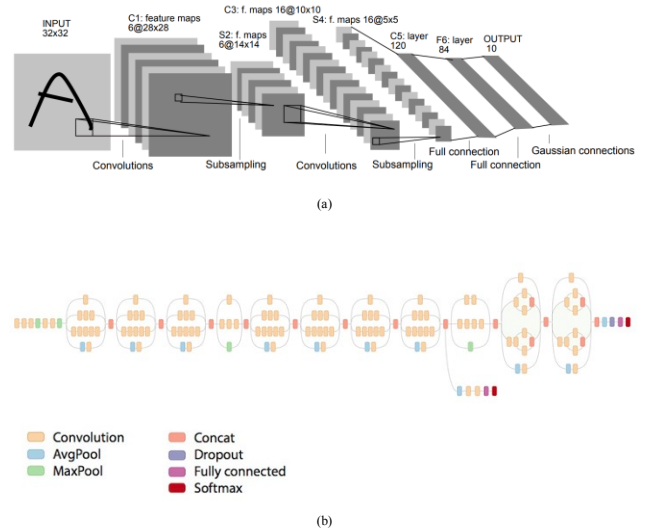 INPUT
32x32
C1: feature maps
6@28x28
S2: f. maps
6@14x14
C3: f. maps 16@10x10
S4: f. maps 16@5x5
C5: layer
120
F6: layer
84
OUTPUT
10
Convolutions
Subsampling
Convolutions
Subsampling
Full connection
Full connection
Gaussian connections
(a)
Convolution
AvgPool
MaxPool
Concat
Dropout
Fully connected
Softmax
(b)